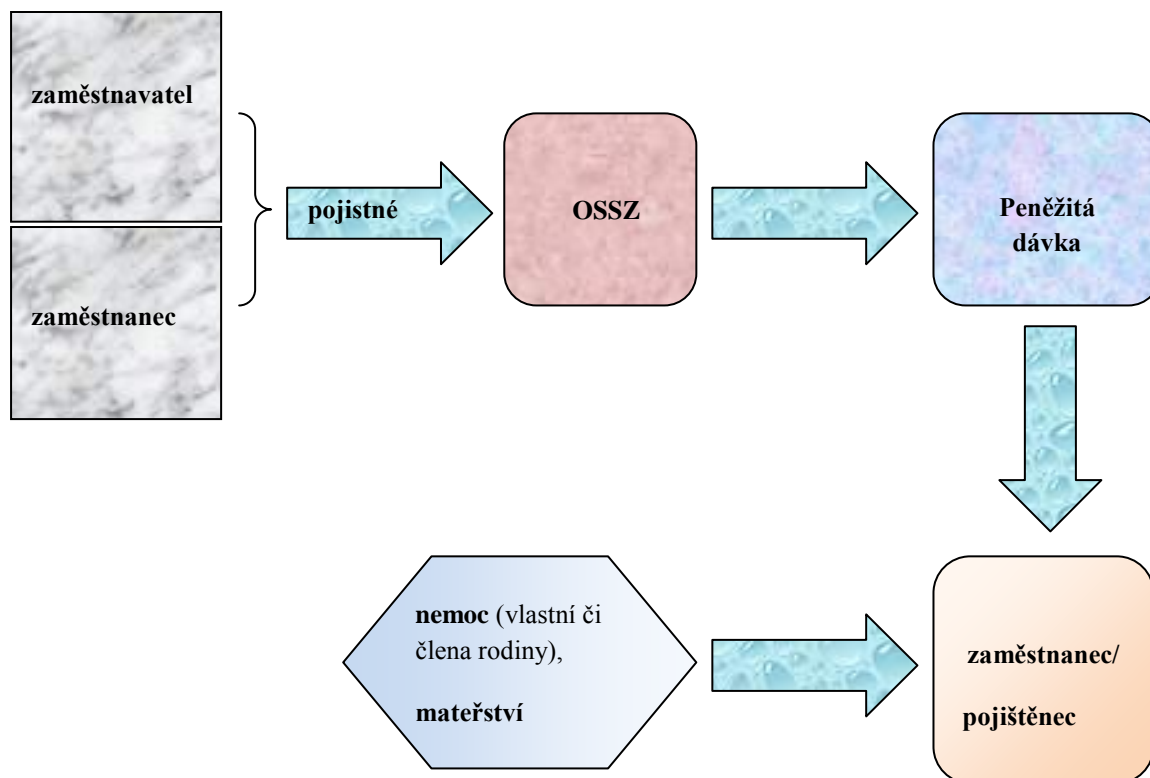 zaměstnavatel
zaměstnanec
pojistné
OSSZ
Peněžitá
dávka
nemoc (vlastní či
člena rodiny),
mateřství
zaměstnanec/
pojištěnec